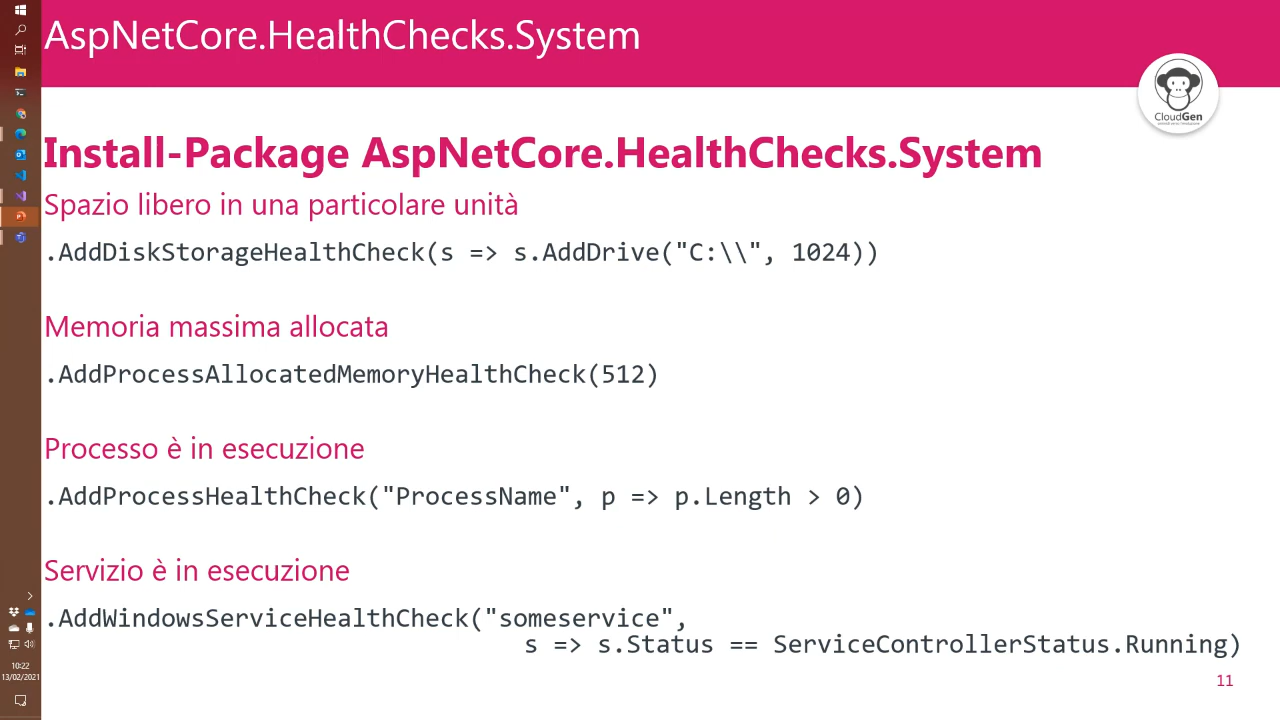 AspNetCore.HealthChecks.System
CloudGen
Install-Package AspNetCore.HealthChecks.System
Spazio libero in una particolare unità
.AddDiskStorageHealthCheck(s => s.AddDrive("C:\\", 1024))
Memoria massima allocata
.AddProcessAllocatedMemoryHealthCheck(512)
Processo è in esecuzione
.AddProcessHealthCheck("ProcessName", p => p.Length > 0)
Servizio è in esecuzione
.AddWindowsServiceHealthCheck("someservice",
s => s.Status == ServiceControllerStatus.Running)
11
10:22
13/02/2021